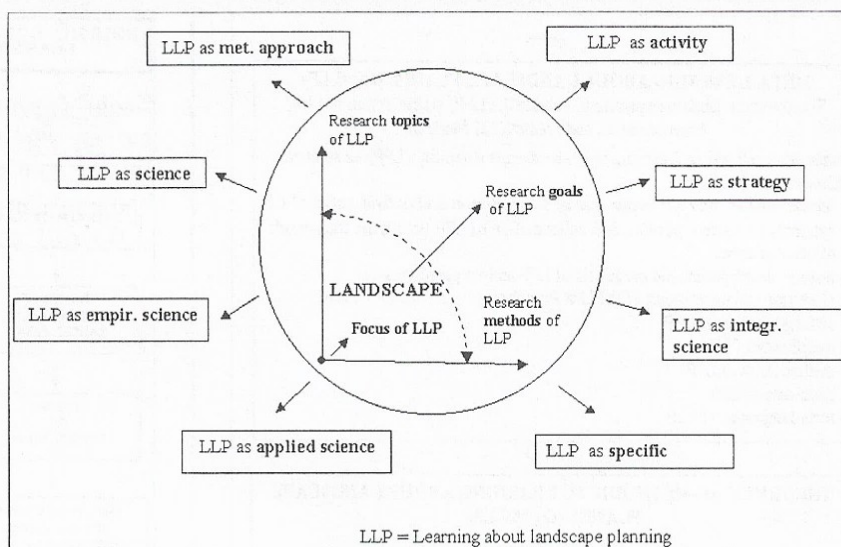 LLP as met. approach
LLP as activity
Research topics
of LLP
LLP as science
Research goals
of LLP
LLP as strategy
LANDSCAPE
Research
methods of
LLP
LLP as empir. science
Focus of LLP
LLP as integr.
science
LLP as applied science
LLP as specific
LLP = Learning about landscape planning